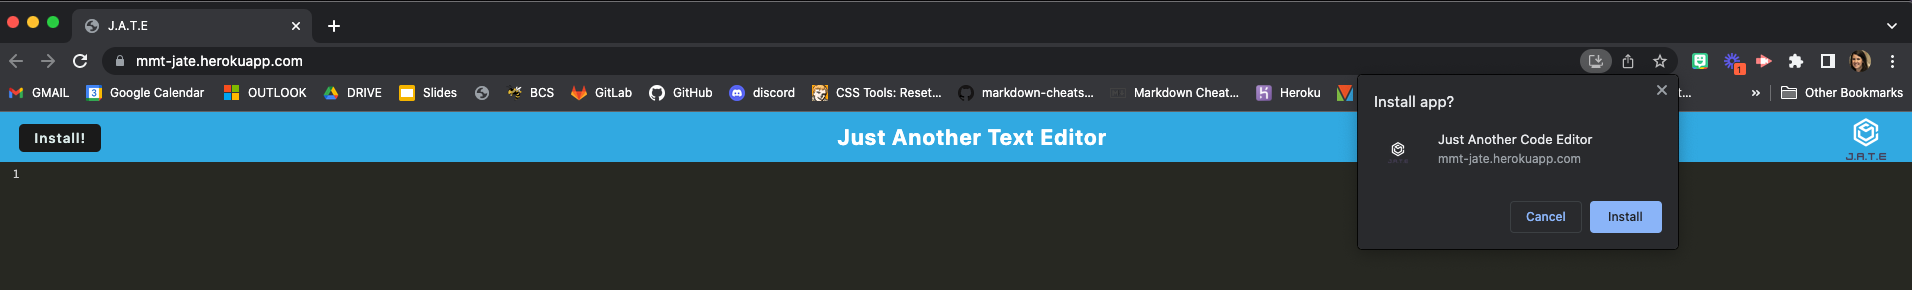 J.A.T.E
mmt-jate.herokuapp.com
1
GMAIL 3 Google Calendar OUTLOOK DRIVE Slides BCS GitLab GitHub discord CSS Tools: Reset... markdown-cheats... Markdown Cheat... Heroku t... » Other Bookmarks
Install! Just Another Text Editor J.A.T.E
1
Install app?
Just Another Code Editor
mmt-jate.herokuapp.com
Cancel Install